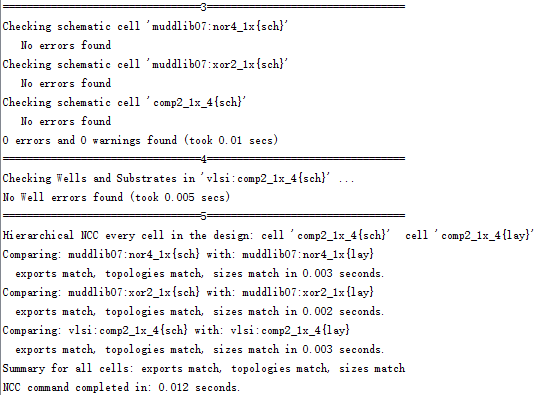 =================================3=================================
Checking schematic cell 'muddlib07:nor4_1x{sch}'
   No errors found
Checking schematic cell 'muddlib07:xor2_1x{sch}'
   No errors found
Checking schematic cell 'comp2_1x_4{sch}'
   No errors found
0 errors and 0 warnings found (took 0.01 secs)
=================================4=================================
Checking Wells and Substrates in 'vlsi:comp2_1x_4{sch}' ...
No Well errors found (took 0.005 secs)
=================================5=================================
Hierarchical NCC every cell in the design: cell 'comp2_1x_4{sch}'  cell 'comp2_1x_4{lay}'
Comparing: muddlib07:nor4_1x{sch} with: muddlib07:nor4_1x{lay}
  exports match, topologies match, sizes match in 0.003 seconds.
Comparing: muddlib07:xor2_1x{sch} with: muddlib07:xor2_1x{lay}
  exports match, topologies match, sizes match in 0.002 seconds.
Comparing: vlsi:comp2_1x_4{sch} with: vlsi:comp2_1x_4{lay}
  exports match, topologies match, sizes match in 0.003 seconds.
Summary for all cells: exports match, topologies match, sizes match
NCC command completed in: 0.012 seconds.